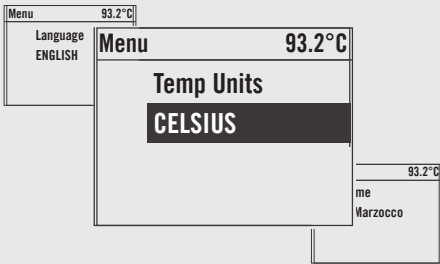 Menu 93.2°C
Language
ENGLISH
Menu 93.2°C
Temp Units
CELSIUS
93.2°C
me
Marzocco